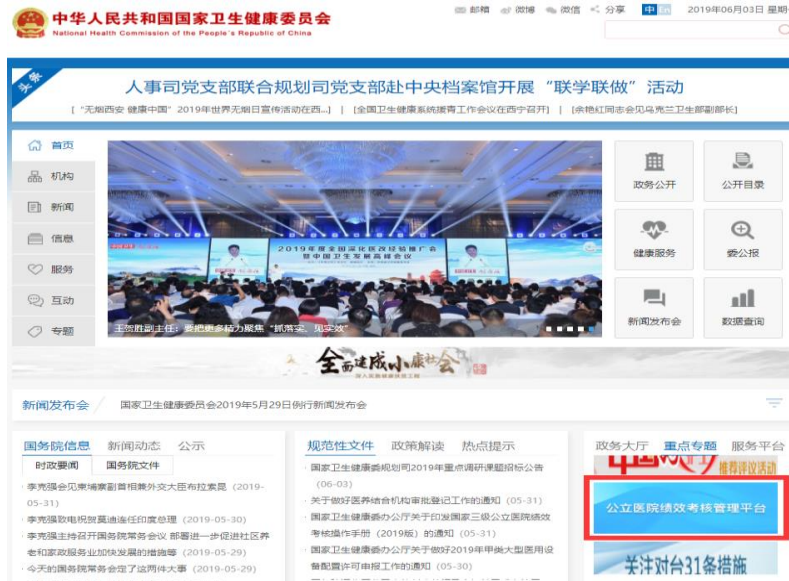 中华人民共和国国家卫生健康委员会
National Health Commission of the People's Republic of China
邮箱 微博 微信 分享 中 En 2019年06月03日 星期
头条
人事司党支部联合规划司党支部赴中央档案馆开展“联学联做”活动
[ “无烟西安 健康中国”2019年世界无烟日宣传活动在西...] | [全国卫生健康系统援青工作会议在西宁召开] | [余艳红同志会见乌克兰卫生部副部长]
首页
机构
新闻
信息
服务
互动
专题
2019年度全国深化医改经验推广会
暨中国卫生发展高峰会议
王贺胜副主任：要把更多精力聚焦“抓落实、见实效”
政务公开
公开目录
健康服务
委公报
新闻发布会
数据查询
全面建成小康社会
新闻发布会
国家卫生健康委员会2019年5月29日例行新闻发布会
国务院信息 新闻动态 公示
时政要闻 国务院文件
李克强会见柬埔寨副首相兼外交大臣布拉索昆 (2019-
05-31)
李克强致电祝贺莫迪连任印度总理 (2019-05-30)
李克强主持召开国务院常务会议 部署进一步促进社区养
老和家政服务业加快发展的措施等 (2019-05-29)
今天的国务院常务会定了这两件大事 (2019-05-29)
规范性文件 政策解读 热点提示
国家卫生健康委规划司2019年重点调研课题招标公告
(06-03)
关于做好医养结合机构审批登记工作的通知 (05-31)
国家卫生健康委办公厅关于印发国家三级公立医院绩效
考核操作手册（2019版）的通知 (05-31)
国家卫生健康委办公厅关于做好2019年甲类大型医用设
备配置许可申报工作的通知 (05-30)
政务大厅 重点专题 服务平台
推荐评议活动
公立医院绩效考核管理平台
关注对台31条措施